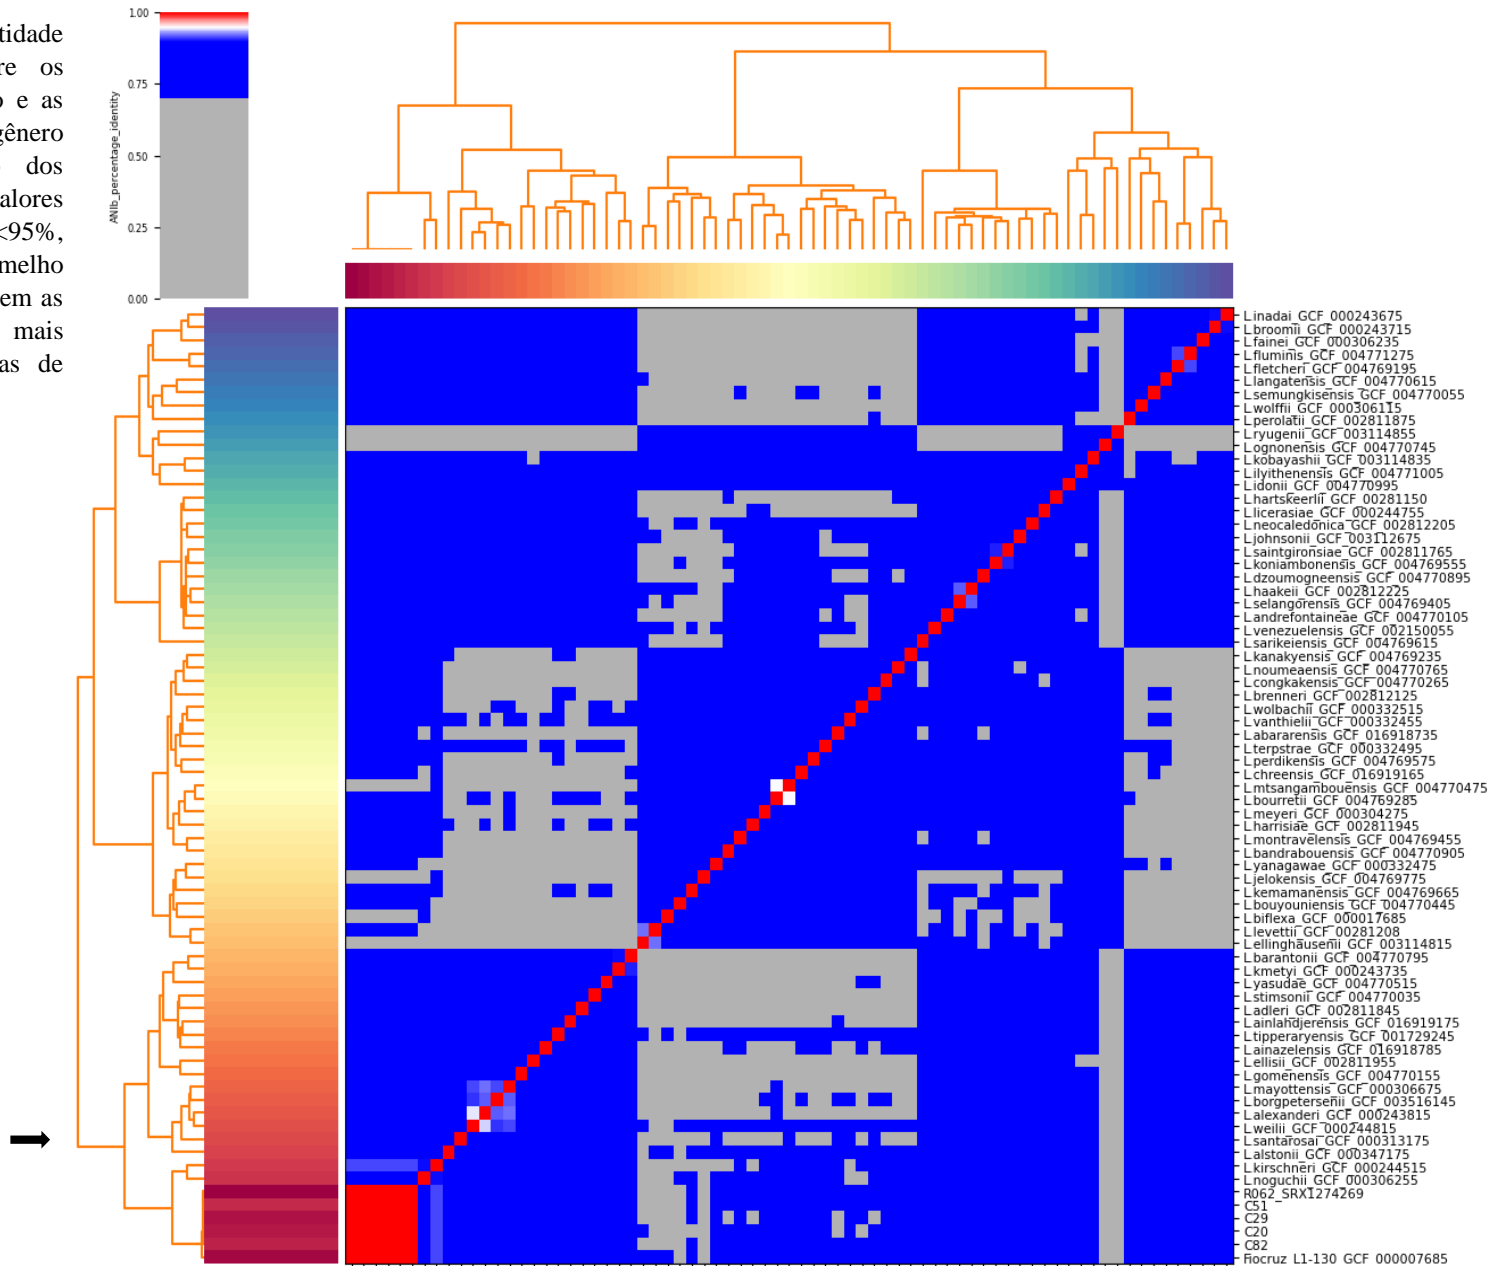 tidade
re os
o e as
gênero
dos
alores
<95%,
melho
em as
mais
as de
1.00
0.75
0.50
0.25
0.00
ANIb_percentage_identity
L.inadai_GCF_000243675
L.broomii_GCF_000243715
L.fainei_GCF_000306235
L.fluminis_GCF_004771275
L.fletcheri_GCF_004769195
L.langatensis_GCF_004770615
L.semungkisensis_GCF_004770055
L.wolffii_GCF_000306115
L.perolatii_GCF_002811875
L.ryugenii_GCF_003114855
L.ognonensis_GCF_004770745
L.kobayashii_GCF_003114835
L.ilyithenensis_GCF_004771005
L.idonii_GCF_004770995
L.hartskeerlii_GCF_00281150
L.licerasiae_GCF_000244755
L.neocaledonica_GCF_002812205
L.johnsonii_GCF_003112675
L.saintgironsiae_GCF_002811765
L.koniambonensis_GCF_004769555
L.dzoumogneensis_GCF_004770895
L.haakeii_GCF_002812225
L.selangorensis_GCF_004769405
L.andrefontaineae_GCF_004770105
L.venezuelensis_GCF_002150055
L.sarikeiensis_GCF_004769615
L.kanakyensis_GCF_004769235
L.noumeaensis_GCF_004770765
L.congkakensis_GCF_004770265
L.brenneri_GCF_002812125
L.wolbachii_GCF_000332515
L.vanthielii_GCF_000332455
L.abararensis_GCF_016918735
L.terpstrae_GCF_000332495
L.perdikensis_GCF_004769575
L.chreensis_GCF_016919165
L.mtsangambouensis_GCF_004770475
L.bourretii_GCF_004769285
L.meyeri_GCF_000304275
L.harrisiae_GCF_002811945
L.montravelensis_GCF_004769455
L.bandrabouensis_GCF_004770905
L.yanagawae_GCF_000332475
L.jelokensis_GCF_004769775
L.kemamanensis_GCF_004769665
L.bouyouniensis_GCF_004770445
L.biflexa_GCF_000017685
L.levettii_GCF_00281208
L.ellinghausenii_GCF_003114815
L.barantonii_GCF_004770795
L.kmetyi_GCF_000243735
L.yasudae_GCF_004770515
L.stimsonii_GCF_004770035
L.adleri_GCF_002811845
L.ainlahdjerensis_GCF_016919175
L.tipperaryensis_GCF_001729245
L.ainazelensis_GCF_016918785
L.ellisii_GCF_002811955
L.gomenensis_GCF_004770155
L.mayottensis_GCF_000306675
L.borgpetersenii_GCF_003516145
L.alexanderi_GCF_000243815
L.weilii_GCF_000244815
L.santarosai_GCF_000313175
L.alstonii_GCF_000347175
L.kirschneri_GCF_000244515
L.noguchii_GCF_000306255
R062_SRX1274269
C51
C29
C20
C82
Fiocruz_L1-130_GCF_000007685